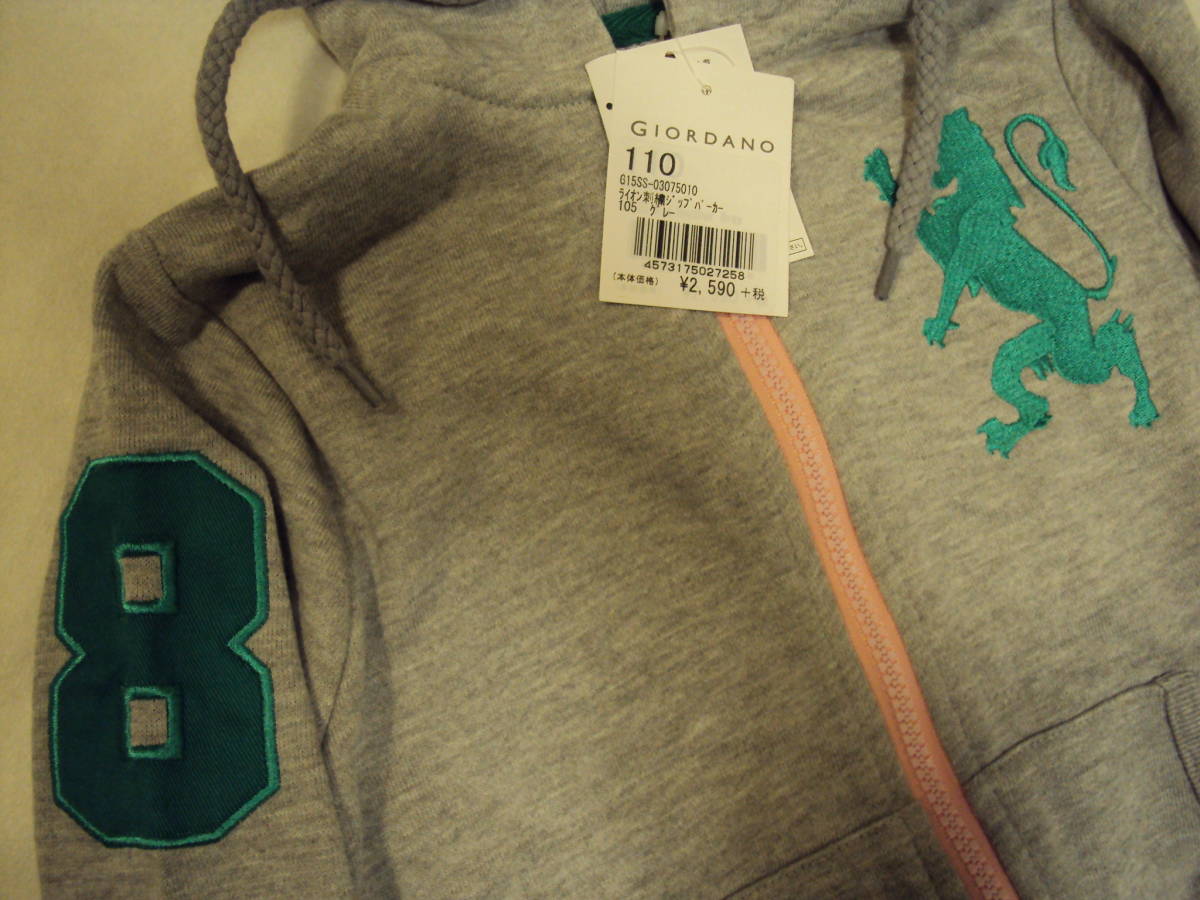 GIORDANO
110
G15SS-03075010
ライオン刺繍ジップパーカー
105 グレー
4573175027258
(本体価格) ¥2,590 +税
8